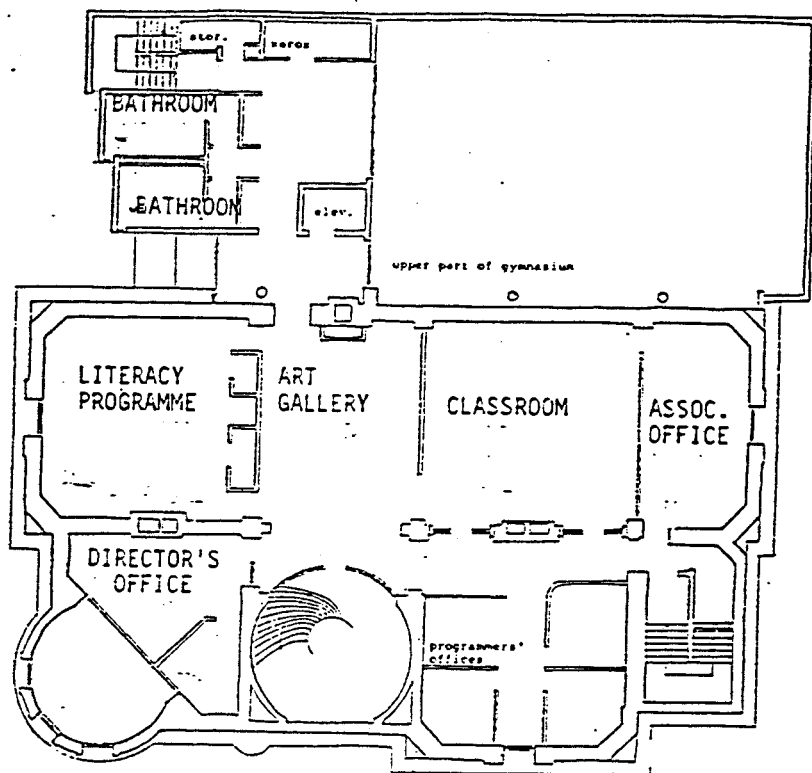 stor.
xerox
BATHROOM
BATHROOM
elev.
upper part of gymnasium
LITERACY
PROGRAMME
ART
GALLERY
CLASSROOM
ASSOC.
OFFICE
DIRECTOR'S
OFFICE
programmers'
offices